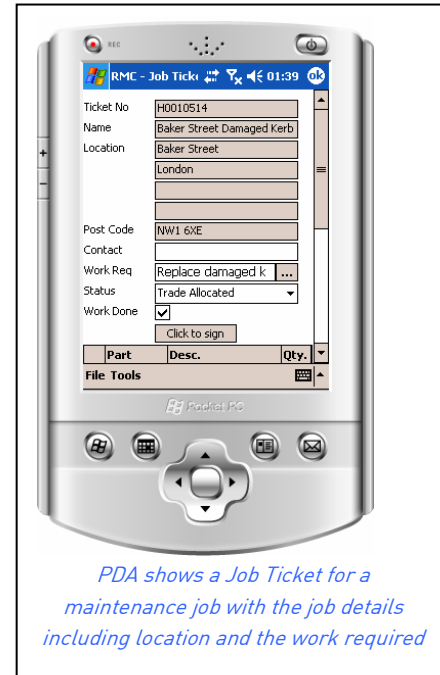 REC
RMC - Job Ticke 01:39 ok
Ticket No H0010514
Name Baker Street Damaged Kerb
Location Baker Street
London
Post Code NW1 6XE
Contact
Work Req Replace damaged k ...
Status Trade Allocated
Work Done
Click to sign
Part Desc. Qty.
File Tools
Pocket PC
PDA shows a Job Ticket for a
maintenance job with the job details
including location and the work required